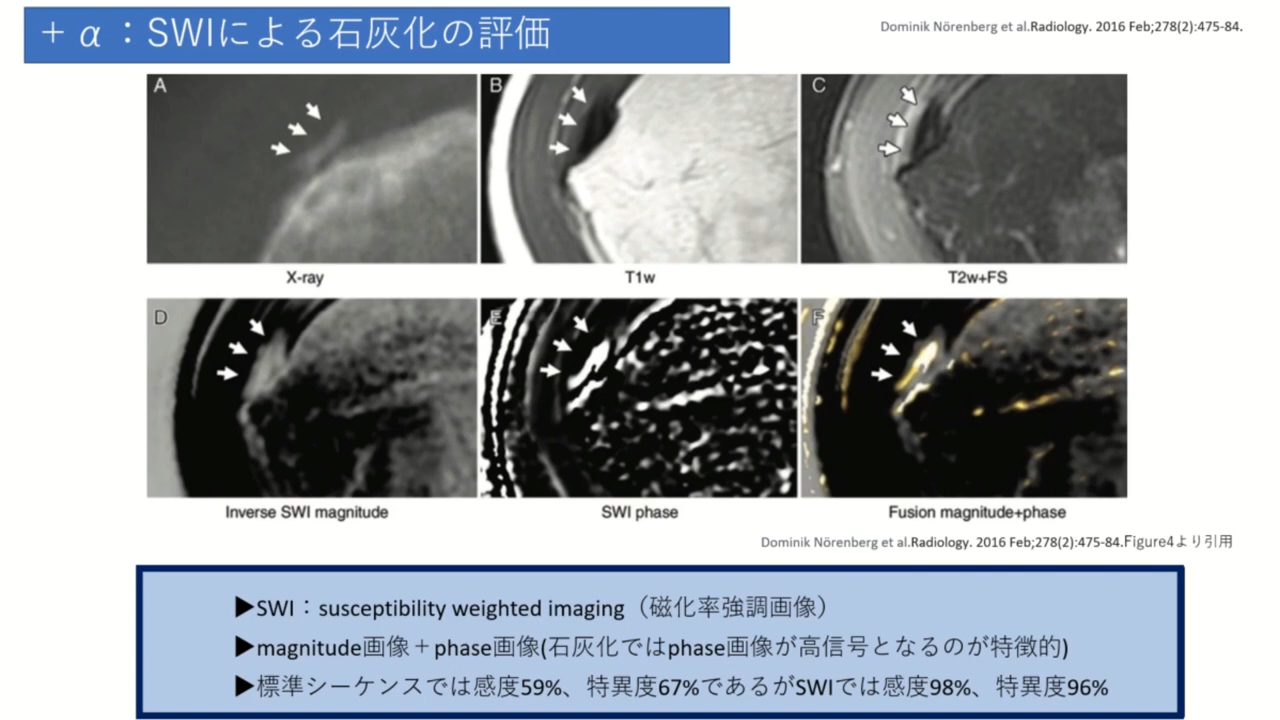 ＋α：SWIによる石灰化の評価
Dominik Nörenberg et al.Radiology. 2016 Feb;278(2):475-84.
A
B
C
X-ray
T1w
T2w+FS
D
E
F
Inverse SWI magnitude
SWI phase
Fusion magnitude+phase
Dominik Nörenberg et al.Radiology. 2016 Feb;278(2):475-84.Figure4より引用
▶SWI：susceptibility weighted imaging（磁化率強調画像）
▶magnitude画像＋phase画像(石灰化ではphase画像が高信号となるのが特徴的)
▶標準シーケンスでは感度59%、特異度67%であるがSWIでは感度98%、特異度96%